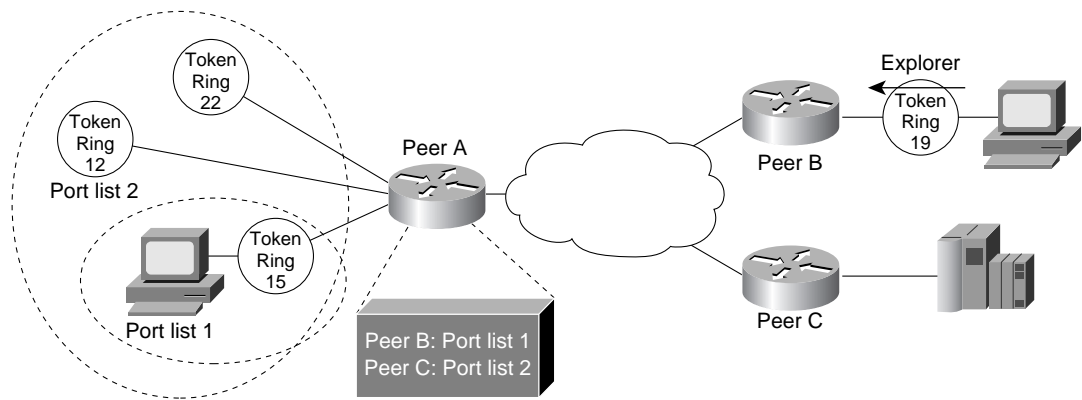 Token
Ring
22
Token
Ring
12
Port list 2
Token
Ring
15
Port list 1
Peer A
Peer B: Port list 1
Peer C: Port list 2
Peer B
Explorer
Token
Ring
19
Peer C